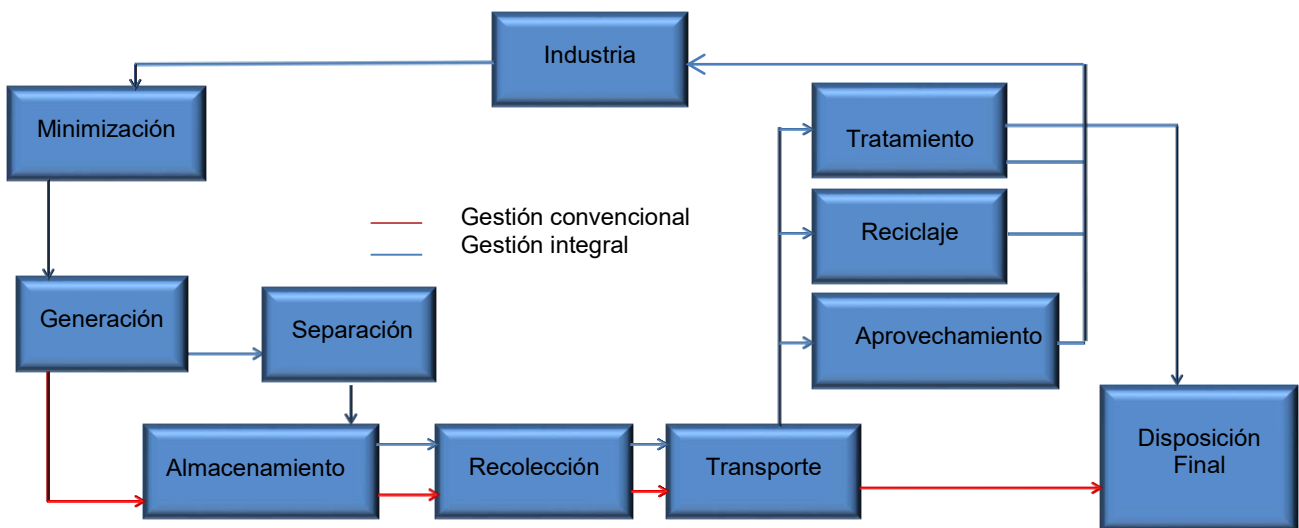 Industria
Minimización
Tratamiento
Gestión convencional
Gestión integral
Reciclaje
Generación
Separación
Aprovechamiento
Almacenamiento
Recolección
Transporte
Disposición
Final